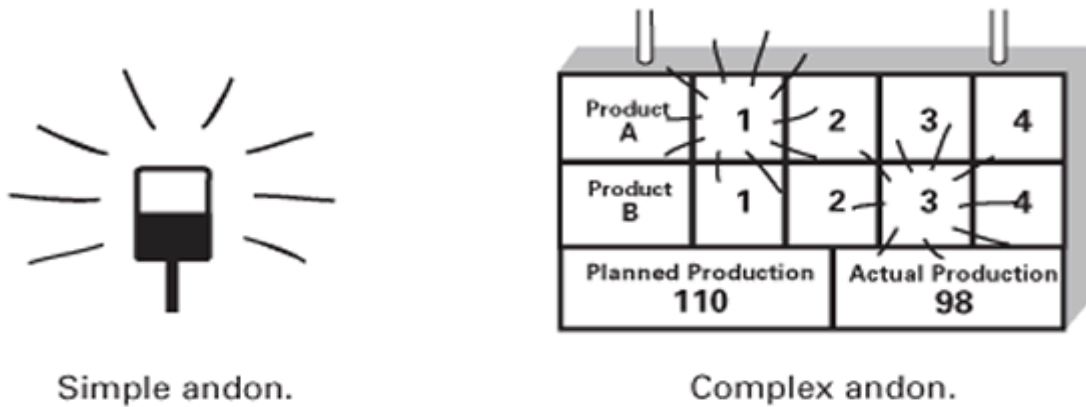 Product A 1 2 3 4
Product B 1 2 3 4
Planned Production Actual Production
110 98
Simple andon. Complex andon.